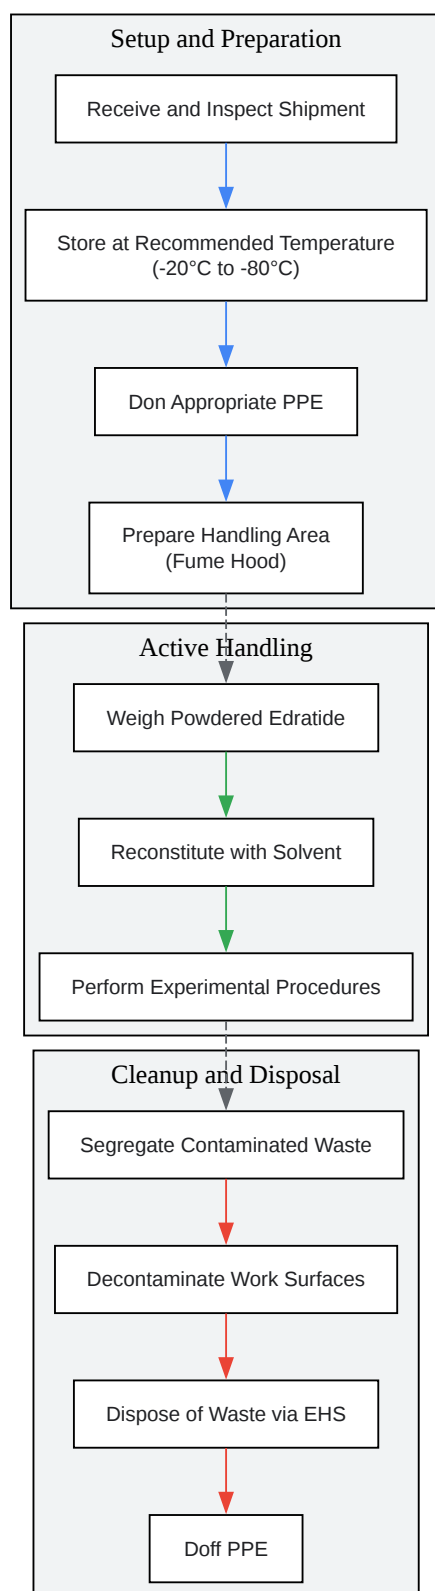 Setup and Preparation
Receive and Inspect Shipment
Store at Recommended Temperature
(-20°C to -80°C)
Don Appropriate PPE
Prepare Handling Area
(Fume Hood)
Active Handling
Weigh Powdered Edratide
Reconstitute with Solvent
Perform Experimental Procedures
Cleanup and Disposal
Segregate Contaminated Waste
Decontaminate Work Surfaces
Dispose of Waste via EHS
Doff PPE